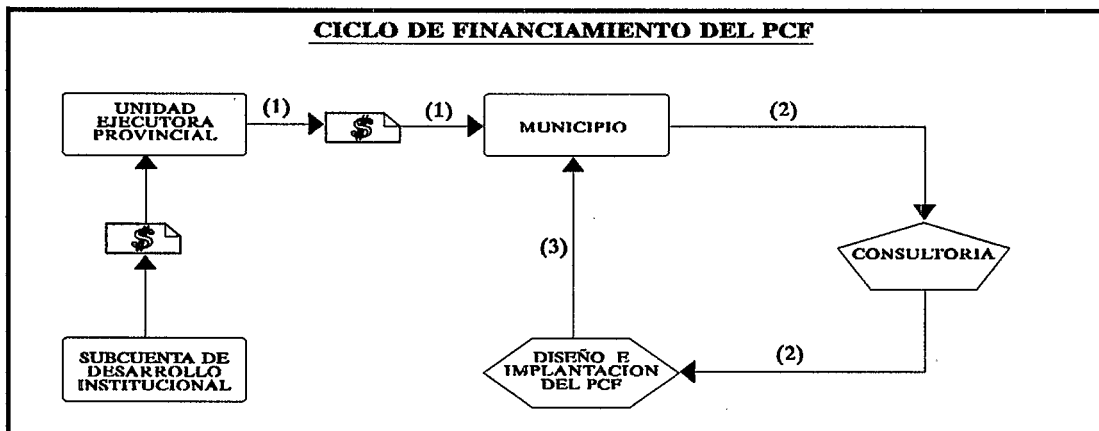 CICLO DE FINANCIAMIENTO DEL PCF
UNIDAD
EJECUTORA
PROVINCIAL
(1)
$
(1)
MUNICIPIO
(2)
$
(3)
CONSULTORIA
SUBCUENTA DE
DESARROLLO
INSTITUCIONAL
DISEÑO E
IMPLANTACION
DEL PCF
(2)